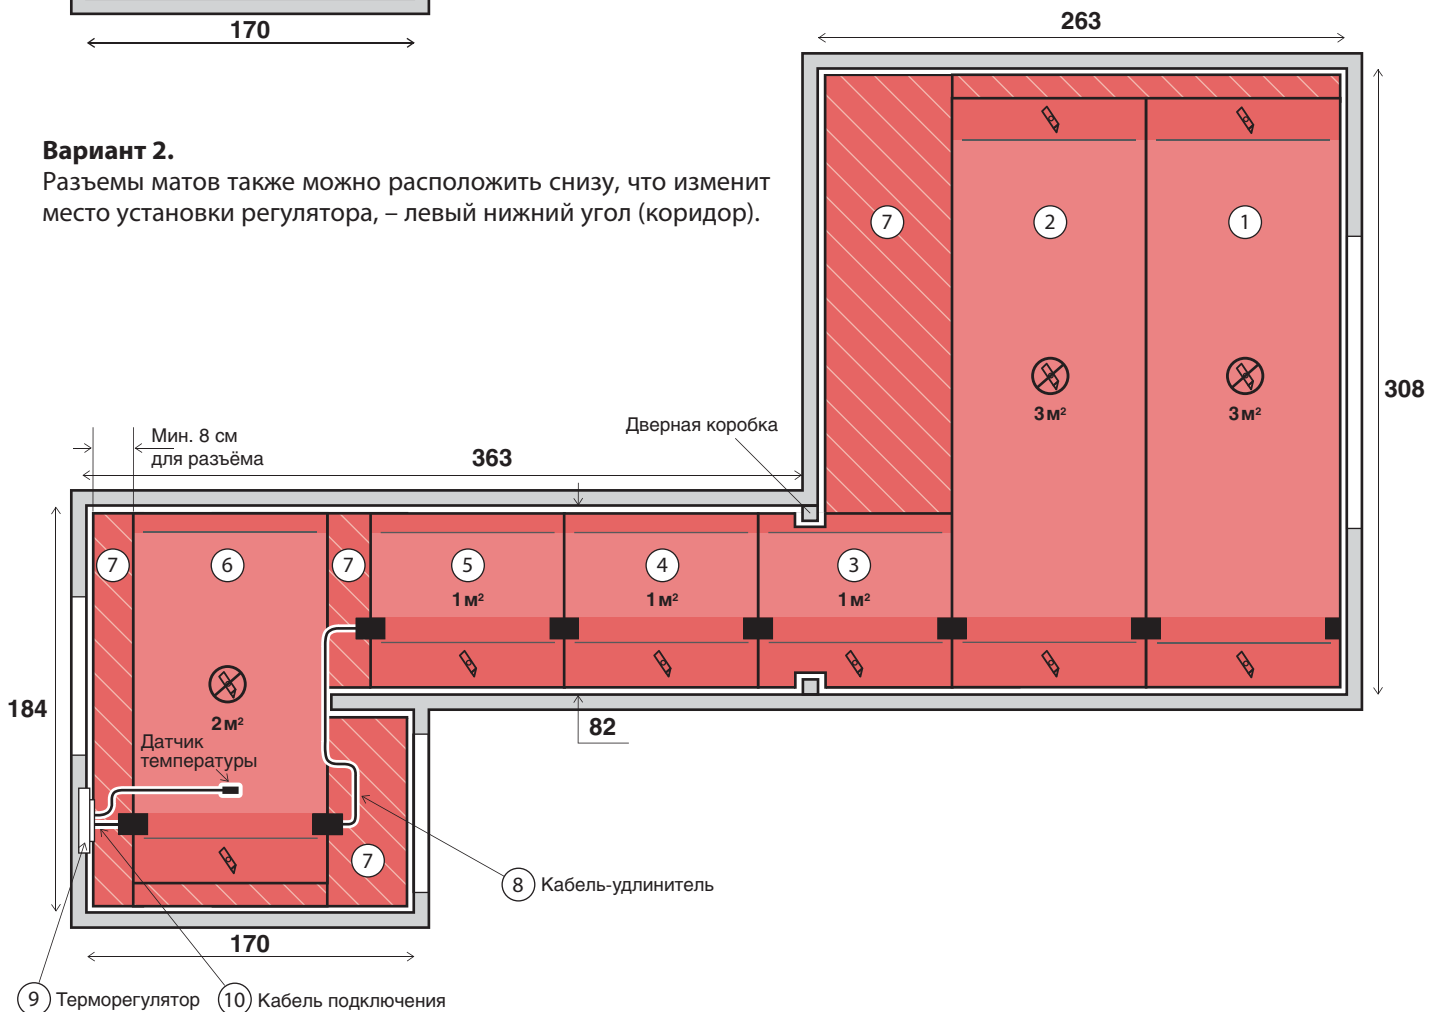 170
263
Вариант 2.
Разъемы матов также можно расположить снизу, что изменит
место установки регулятора, – левый нижний угол (коридор).
7
2
1
3 м²
3 м²
308
Дверная коробка
Мин. 8 см
для разъёма
363
7
6
7
5
4
3
1 м²
1 м²
1 м²
184
2 м²
82
Датчик
температуры
7
8 Кабель-удлинитель
170
9 Терморегулятор
10 Кабель подключения